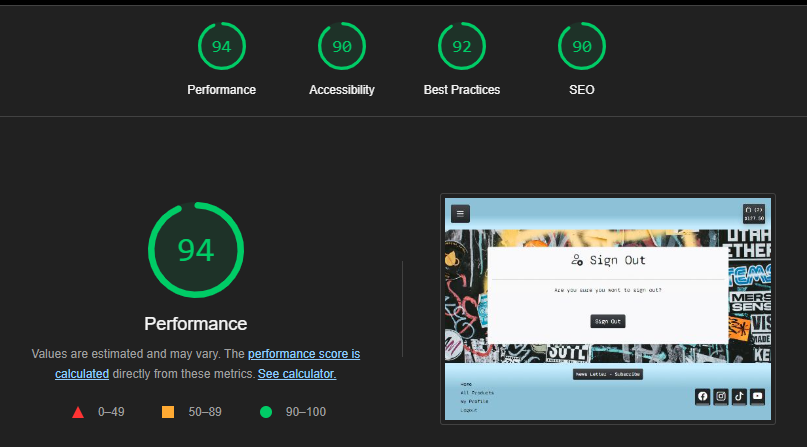 94
90
92
90
Performance
Accessibility
Best Practices
SEO
94
Performance
Values are estimated and may vary. The performance score is
calculated directly from these metrics. See calculator.
0–49
50–89
90–100
Sign Out
Are you sure you want to sign out?
Sign Out
News Letter - Subscribe
Home
All Products
My Profile
Logout